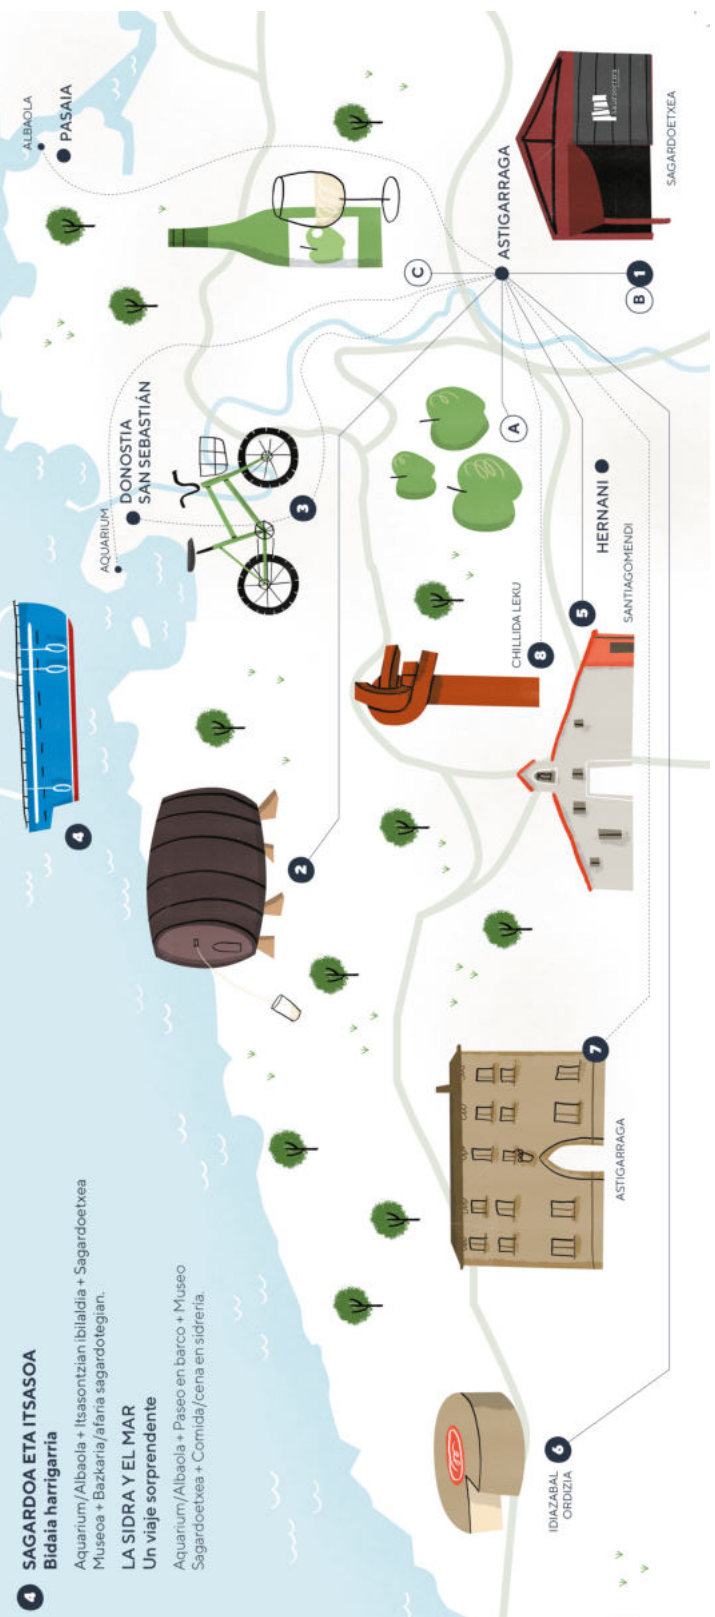 4
SAGARDOA ETA ITSASOA
Bidaia harrigarria
Aquarium/Albaola + Itsasontzian ibilaldia + Sagardoetxea
Museoa + Bazkaria/afaria sagardotegian.
LA SIDRA Y EL MAR
Un viaje sorprendente
Aquarium/Albaola + Paseo en barco + Museo
Sagardoetxea + Comida/cena en sidrería.
4
AQUARIUM
DONOSTIA
SAN SEBASTIÁN
ALBAOLA
PASAIA
2
3
C
ASTIGARRAGA
A
B
1
SAGARDOETXEA
CHILLIDA LEKU
8
5
HERNANI
SANTIAGOMENDI
7
ASTIGARRAGA
IDIAZABAL
ORDIZIA
6